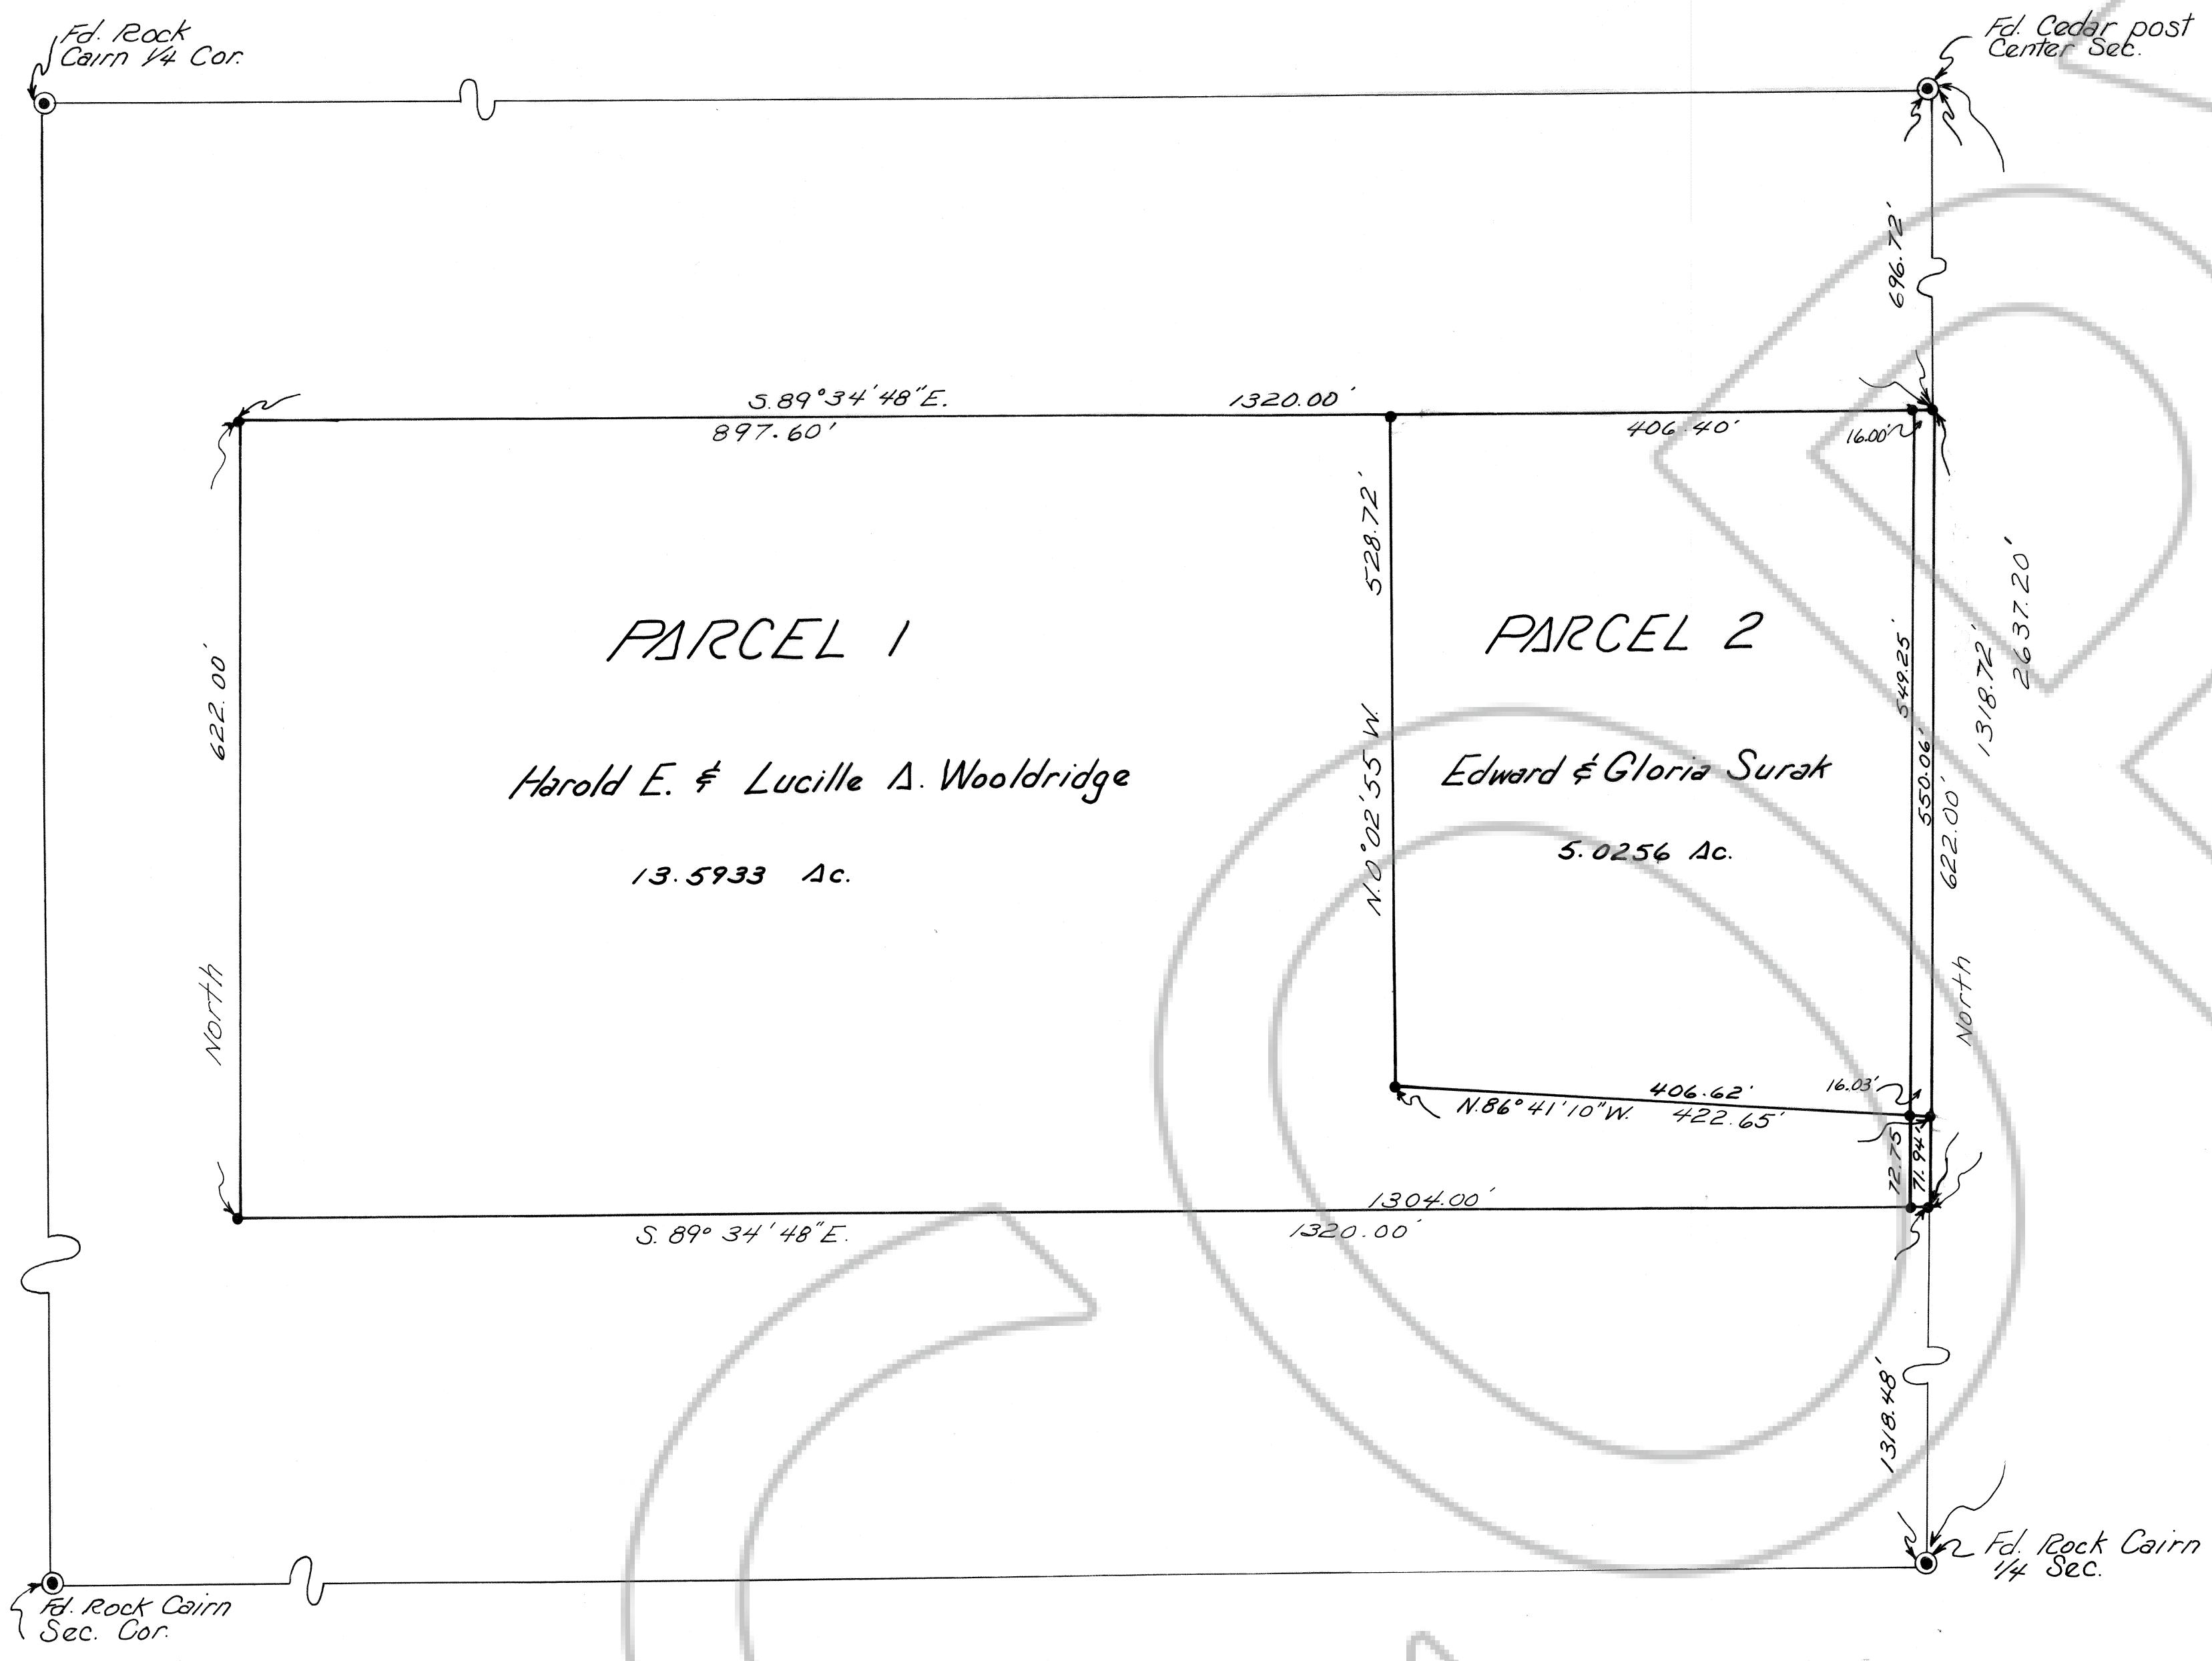 Fd. Rock
Cairn 1/4 Cor.
Fd. Cedar post
Center Sec.
696.72'
S. 89° 34' 48" E.
1320.00'
897.60'
406.40'
16.00'
528.72'
N. 0° 02' 55 W.
622.00'
North
PARCEL 1
Harold E. & Lucille A. Wooldridge
13.5933 Ac.
PARCEL 2
Edward & Gloria Surak
5.0256 Ac.
549.25'
550.06'
622.00'
North
1318.72'
2637.20'
406.62'
16.03'
N. 86° 41' 10" W.
422.65'
72.75
71.94'
1304.00'
S. 89° 34' 48" E.
1320.00'
1318.48'
Fd. Rock Cairn
1/4 Sec.
Fd. Rock Cairn
Sec. Cor.